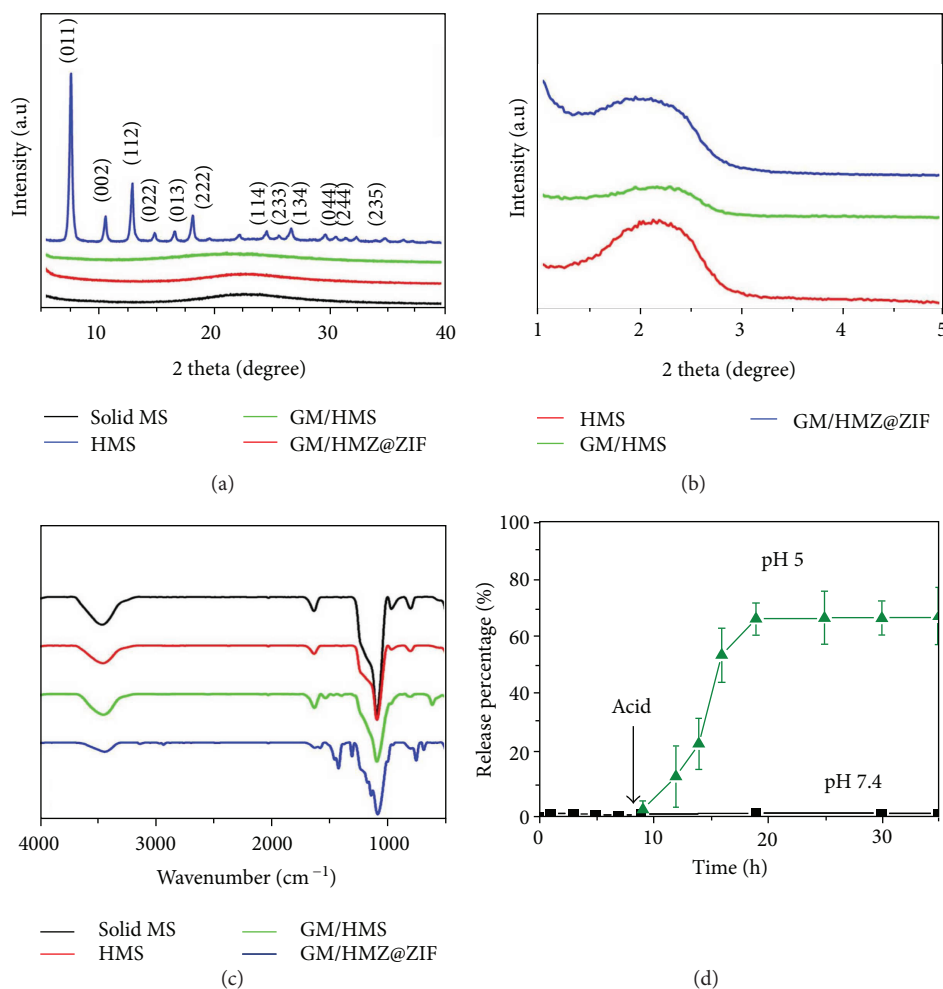 (011)
(002)
(112)
(022)
(013)
(222)
(114)
(233)
(134)
(044)
(244)
(235)
Intensity (a.u)
10 20 30 40
2 theta (degree)
Solid MS
HMS
GM/HMS
GM/HMZ@ZIF
(a)
Intensity (a.u)
1 2 3 4 5
2 theta (degree)
HMS
GM/HMS
GM/HMZ@ZIF
(b)
4000 3000 2000 1000
Wavenumber (cm⁻¹)
Solid MS
HMS
GM/HMS
GM/HMZ@ZIF
(c)
Release percentage (%)
100
80
60
40
20
0
pH 5
Acid
pH 7.4
0 10 20 30
Time (h)
(d)